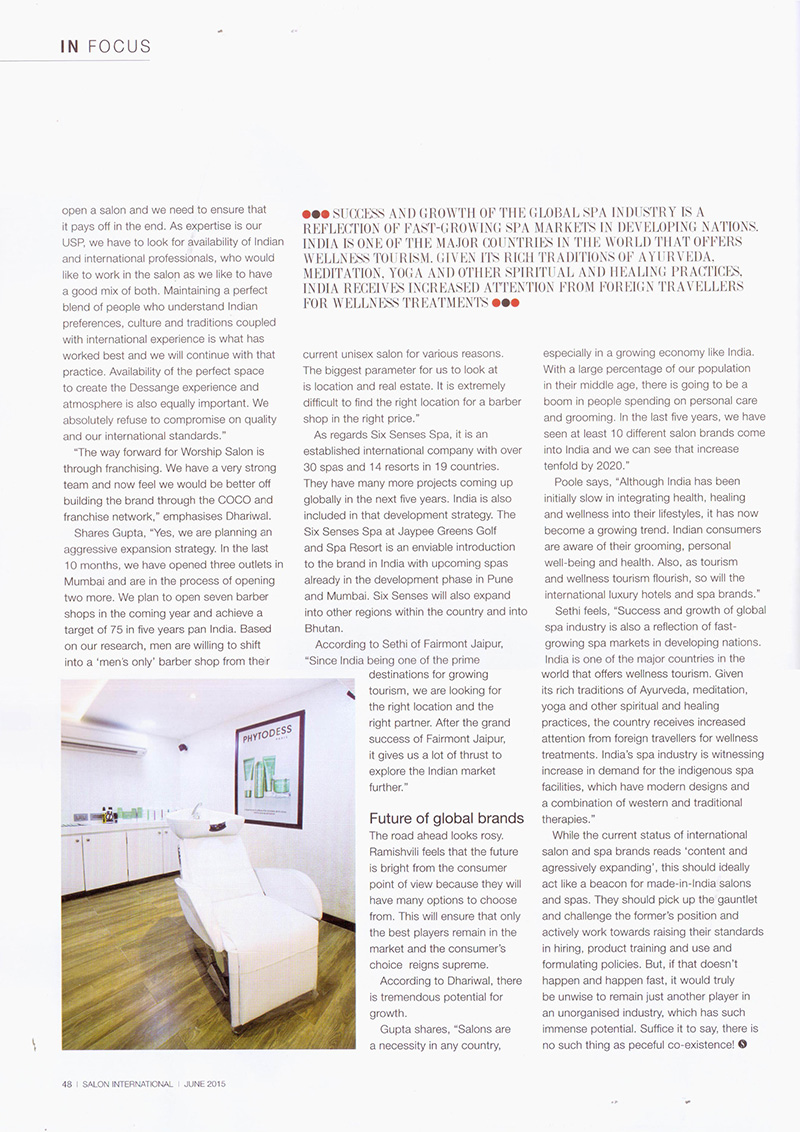 IN FOCUS
open a salon and we need to ensure that
it pays off in the end. As expertise is our
USP, we have to look for availability of Indian
and international professionals, who would
like to work in the salon as we like to have
a good mix of both. Maintaining a perfect
blend of people who understand Indian
preferences, culture and traditions coupled
with international experience is what has
worked best and we will continue with that
practice. Availability of the perfect space
to create the Dessange experience and
atmosphere is also equally important. We
absolutely refuse to compromise on quality
and our international standards.”
“The way forward for Worship Salon is
through franchising. We have a very strong
team and now feel we would be better off
building the brand through the COCO and
franchise network,” emphasises Dhariwal.
Shares Gupta, “Yes, we are planning an
aggressive expansion strategy. In the last
10 months, we have opened three outlets in
Mumbai and are in the process of opening
two more. We plan to open seven barber
shops in the coming year and achieve a
target of 75 in five years pan India. Based
on our research, men are willing to shift
into a ‘men’s only’ barber shop from their
SUCCESS AND GROWTH OF THE GLOBAL SPA INDUSTRY IS A
REFLECTION OF FAST-GROWING SPA MARKETS IN DEVELOPING NATIONS.
INDIA IS ONE OF THE MAJOR COUNTRIES IN THE WORLD THAT OFFERS
WELLNESS TOURISM. GIVEN ITS RICH TRADITIONS OF AYURVEDA,
MEDITATION, YOGA AND OTHER SPIRITUAL AND HEALING PRACTICES,
INDIA RECEIVES INCREASED ATTENTION FROM FOREIGN TRAVELLERS
FOR WELLNESS TREATMENTS
current unisex salon for various reasons.
The biggest parameter for us to look at
is location and real estate. It is extremely
difficult to find the right location for a barber
shop in the right price.”
As regards Six Senses Spa, it is an
established international company with over
30 spas and 14 resorts in 19 countries.
They have many more projects coming up
globally in the next five years. India is also
included in that development strategy. The
Six Senses Spa at Jaypee Greens Golf
and Spa Resort is an enviable introduction
to the brand in India with upcoming spas
already in the development phase in Pune
and Mumbai. Six Senses will also expand
into other regions within the country and into
Bhutan.
According to Sethi of Fairmont Jaipur,
“Since India being one of the prime
destinations for growing
tourism, we are looking for
the right location and the
right partner. After the grand
success of Fairmont Jaipur,
it gives us a lot of thrust to
explore the Indian market
further.”
Future of global brands
The road ahead looks rosy.
Ramishvili feels that the future
is bright from the consumer
point of view because they will
have many options to choose
from. This will ensure that only
the best players remain in the
market and the consumer’s
choice reigns supreme.
According to Dhariwal, there
is tremendous potential for
growth.
Gupta shares, “Salons are
a necessity in any country,
especially in a growing economy like India.
With a large percentage of our population
in their middle age, there is going to be a
boom in people spending on personal care
and grooming. In the last five years, we have
seen at least 10 different salon brands come
into India and we can see that increase
tenfold by 2020.”
Poole says, “Although India has been
initially slow in integrating health, healing
and wellness into their lifestyles, it has now
become a growing trend. Indian consumers
are aware of their grooming, personal
well-being and health. Also, as tourism
and wellness tourism flourish, so will the
international luxury hotels and spa brands.”
Sethi feels, “Success and growth of global
spa industry is also a reflection of fast-
growing spa markets in developing nations.
India is one of the major countries in the
world that offers wellness tourism. Given
its rich traditions of Ayurveda, meditation,
yoga and other spiritual and healing
practices, the country receives increased
attention from foreign travellers for wellness
treatments. India’s spa industry is witnessing
increase in demand for the indigenous spa
facilities, which have modern designs and
a combination of western and traditional
therapies.”
While the current status of international
salon and spa brands reads ‘content and
agressively expanding’, this should ideally
act like a beacon for made-in-India salons
and spas. They should pick up the gauntlet
and challenge the former’s position and
actively work towards raising their standards
in hiring, product training and use and
formulating policies. But, if that doesn’t
happen and happen fast, it would truly
be unwise to remain just another player in
an unorganised industry, which has such
immense potential. Suffice it to say, there is
no such thing as peceful co-existence! S
PHYTODESS
PARIS
48 | SALON INTERNATIONAL | JUNE 2015